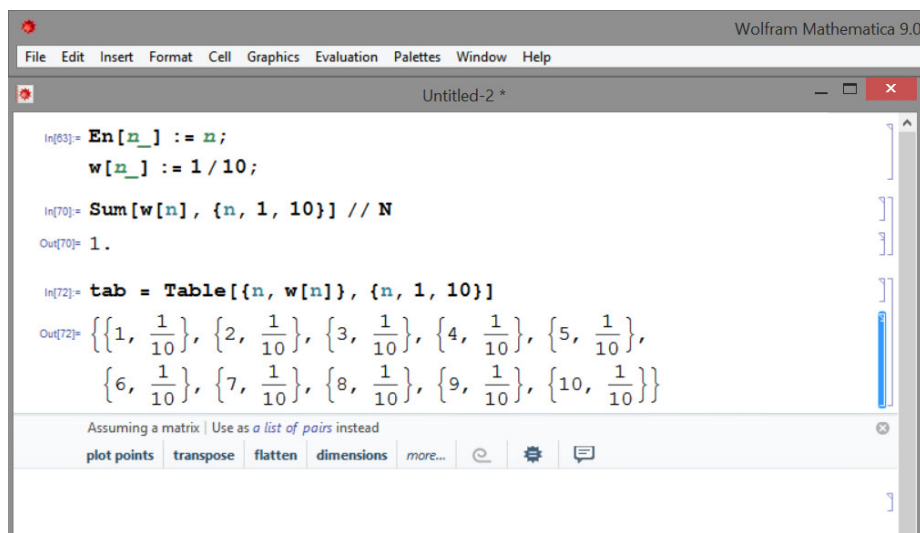 Wolfram Mathematica 9.0
File Edit Insert Format Cell Graphics Evaluation Palettes Window Help
Untitled-2 *
In[63]:= En[n_] := n;
w[n_] := 1 / 10;
In[70]:= Sum[w[n], {n, 1, 10}] // N
Out[70]= 1.
In[72]:= tab = Table[{n, w[n]}, {n, 1, 10}]
Out[72]= {{1, 1/10}, {2, 1/10}, {3, 1/10}, {4, 1/10}, {5, 1/10},
{6, 1/10}, {7, 1/10}, {8, 1/10}, {9, 1/10}, {10, 1/10}}
Assuming a matrix | Use as a list of pairs instead
plot points transpose flatten dimensions more...